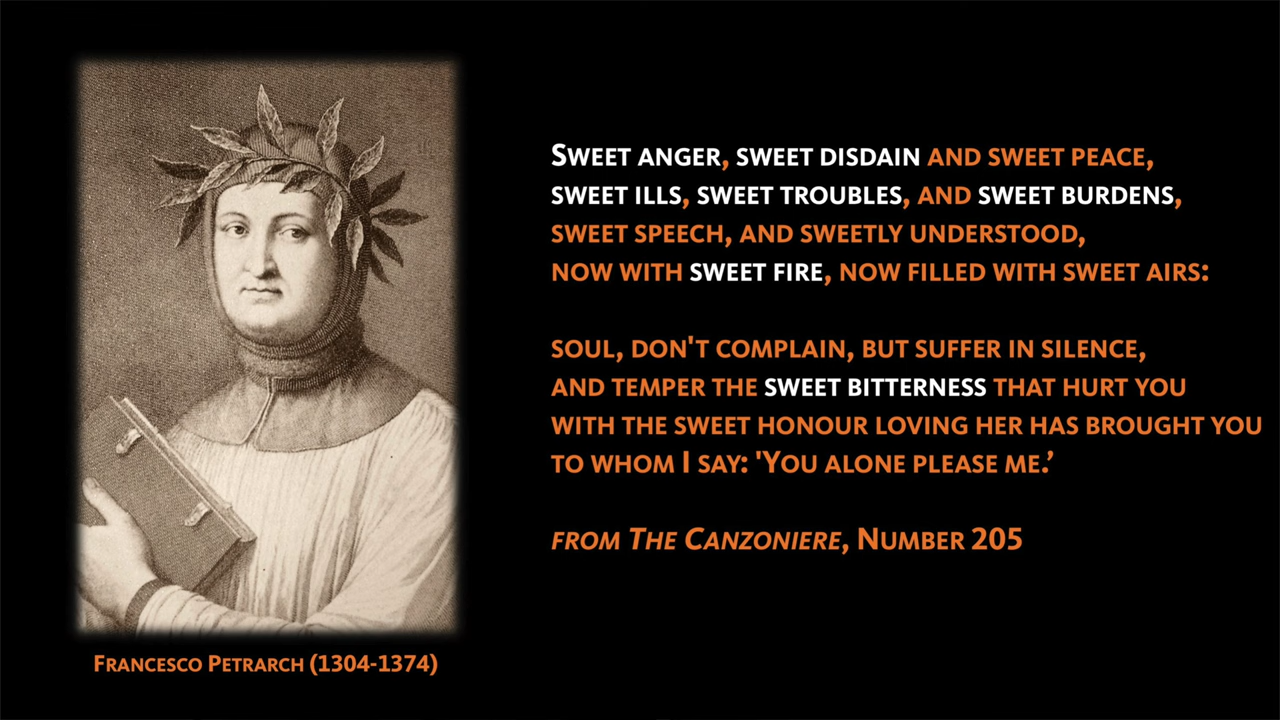 Sweet anger, sweet disdain and sweet peace,
sweet ills, sweet troubles, and sweet burdens,
sweet speech, and sweetly understood,
now with sweet fire, now filled with sweet airs:
soul, don't complain, but suffer in silence,
and temper the sweet bitterness that hurt you
with the sweet honour loving her has brought you
to whom I say: 'You alone please me.’
from The Canzoniere, Number 205
Francesco Petrarch (1304-1374)